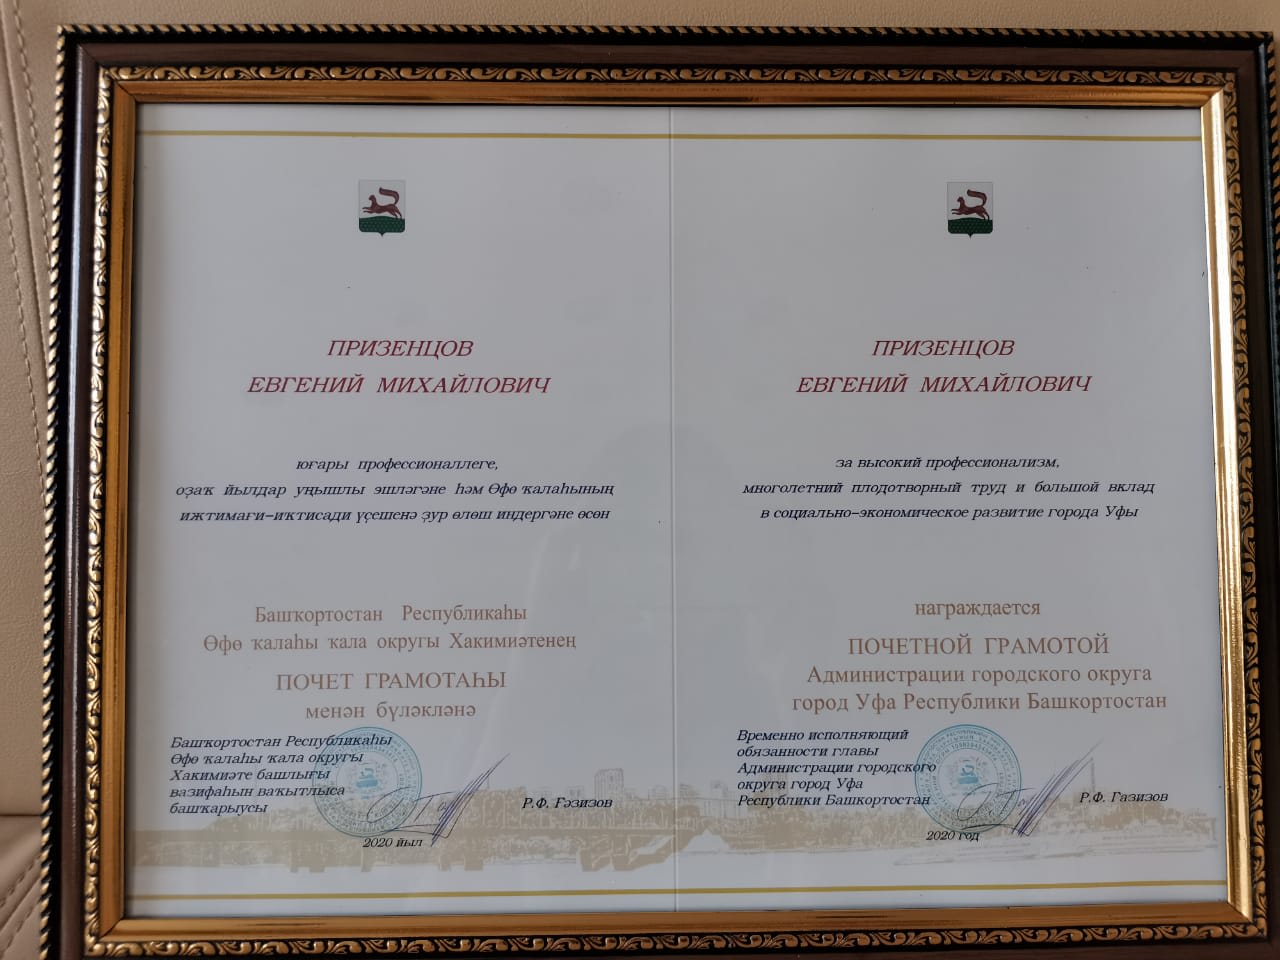 ПРИЗЕНЦОВ
ЕВГЕНИЙ МИХАЙЛОВИЧ
юғары профессионаллеге,
оҙаҡ йылдар уңышлы эшләгәне һәм Өфө ҡалаһының
ижтимағи-иҡтисади үҫешенә ҙур өлөш индергәне өсөн
Башҡортостан Республикаһы
Өфө ҡалаһы ҡала округы Хакимиәтенең
ПОЧЕТ ГРАМОТАҺЫ
менән бүләкләнә
Башҡортостан Республикаһы
Өфө ҡалаһы ҡала округы
Хакимиәте башлығы
вазифаһын ваҡытлыса
башҡарыусы
Р.Ф. Ғәзизов
2020 йыл
ПРИЗЕНЦОВ
ЕВГЕНИЙ МИХАЙЛОВИЧ
за высокий профессионализм,
многолетний плодотворный труд и большой вклад
в социально-экономическое развитие города Уфы
награждается
ПОЧЕТНОЙ ГРАМОТОЙ
Администрации городского округа
город Уфа Республики Башкортостан
Временно исполняющий
обязанности главы
Администрации городского
округа город Уфа
Республики Башкортостан
Р.Ф. Газизов
2020 год